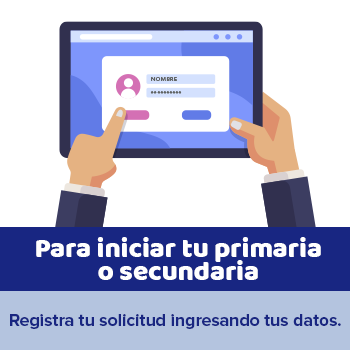 NOMBRE
**********
Para iniciar tu primaria
o secundaria
Registra tu solicitud ingresando tus datos.